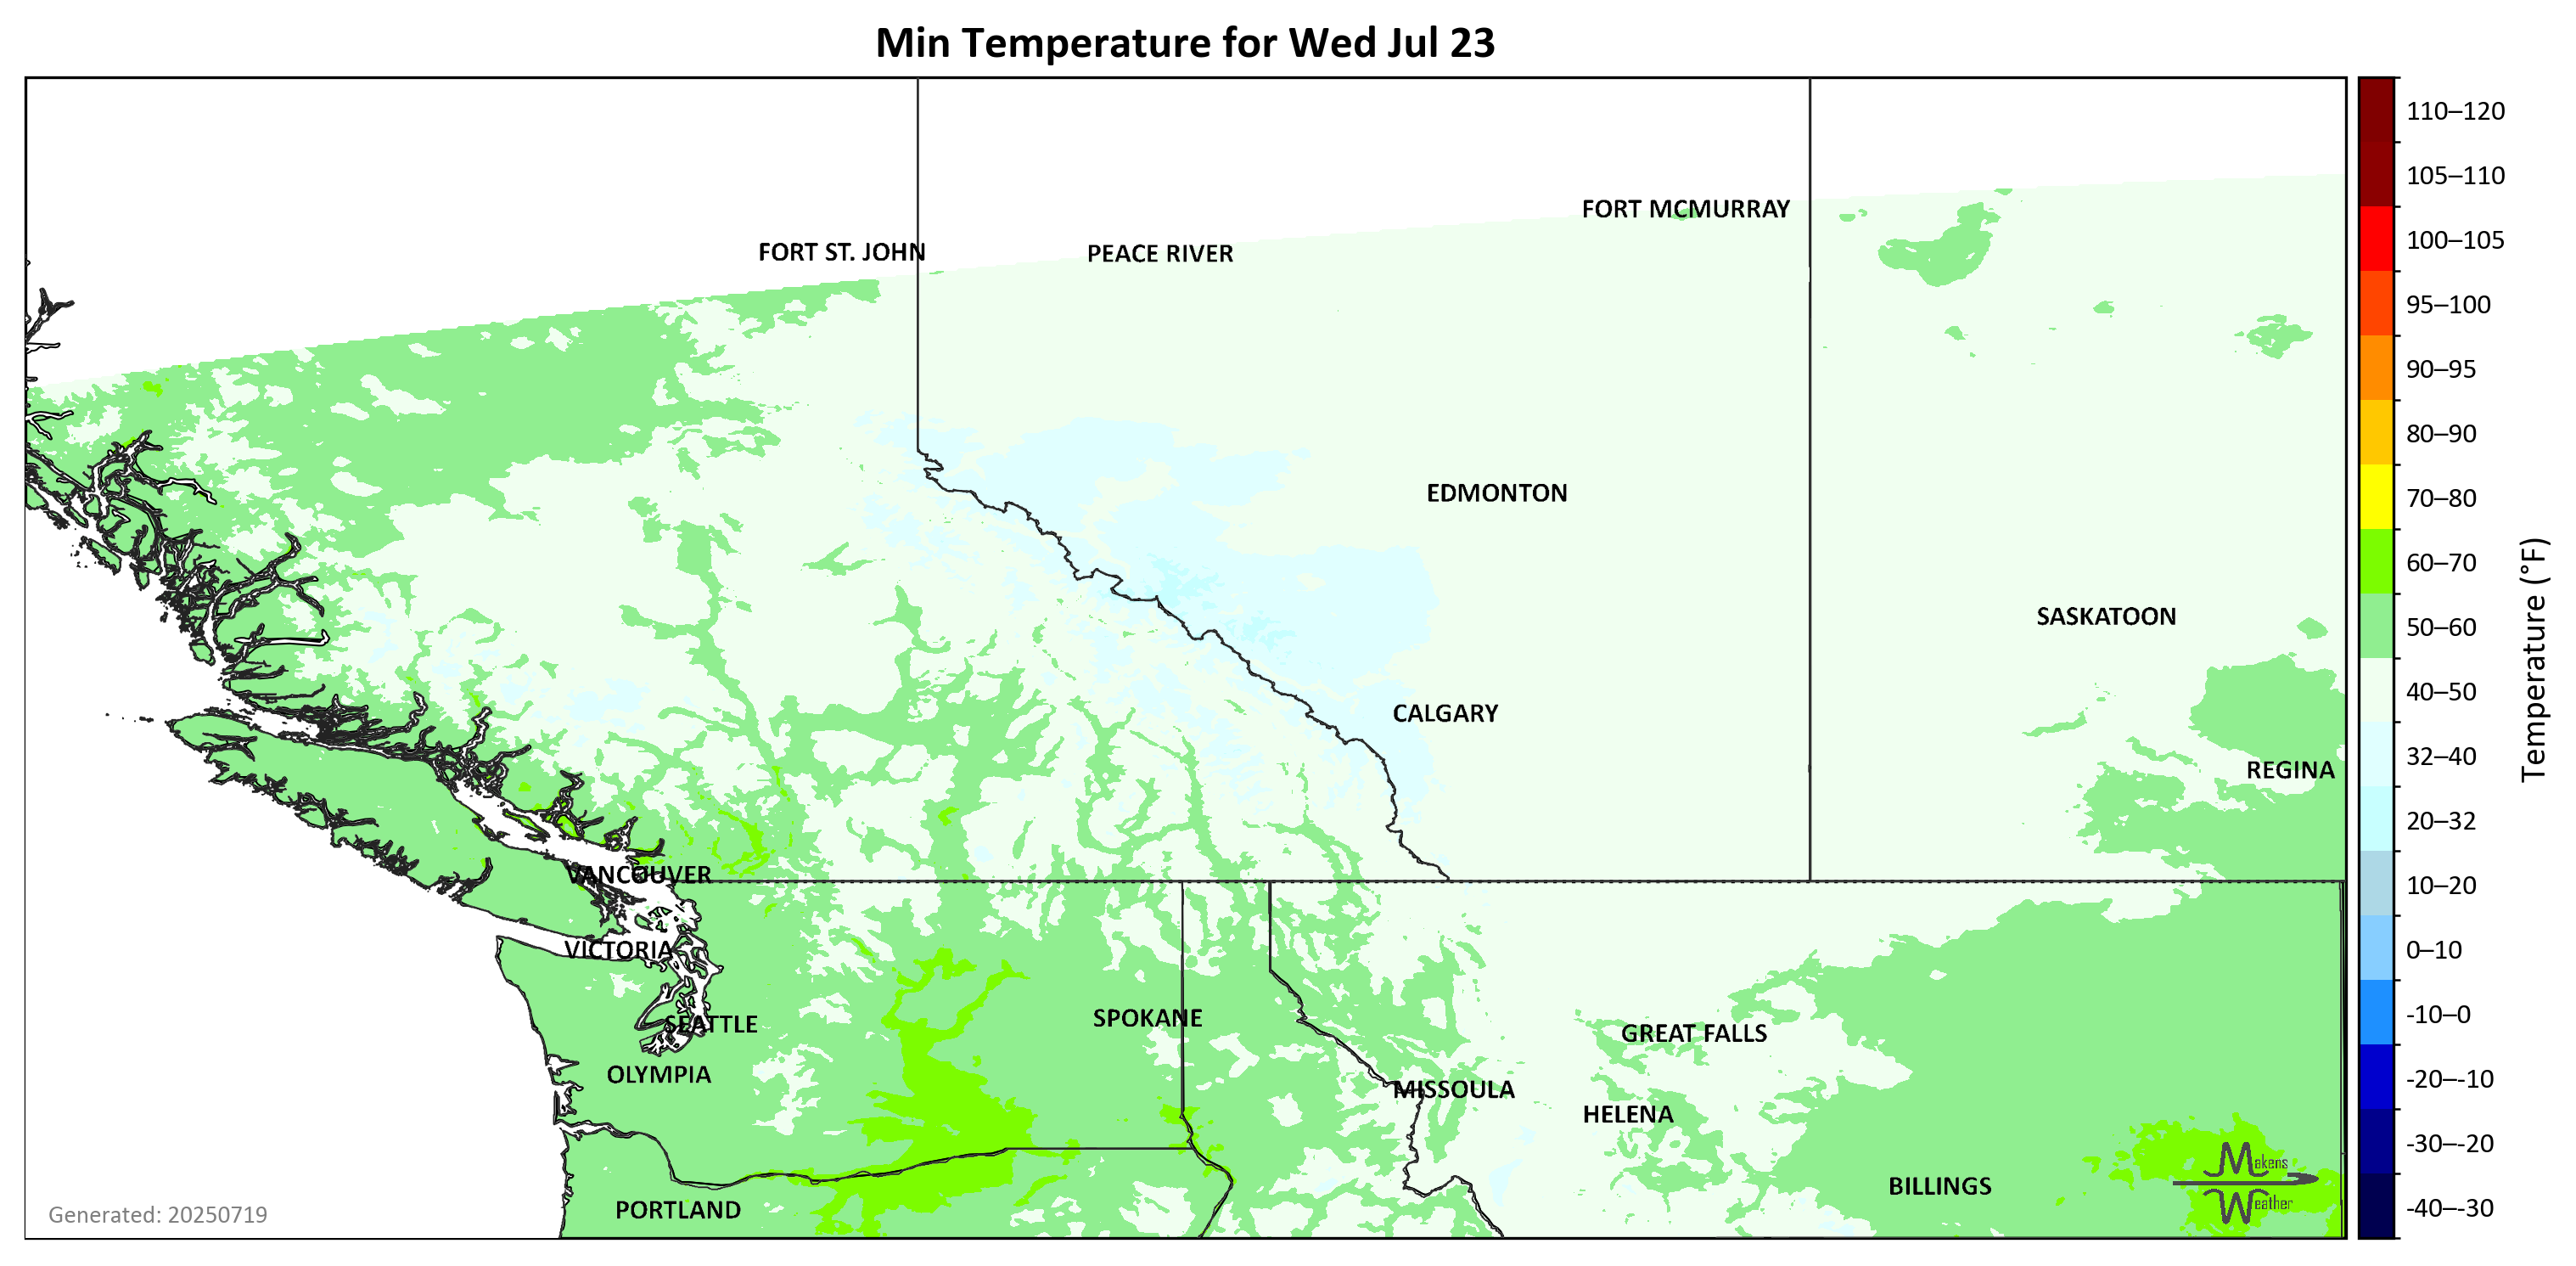 Min Temperature for Wed Jul 23
110–120
105–110
FORT MCMURRAY
100–105
FORT ST. JOHN
PEACE RIVER
95–100
90–95
80–90
EDMONTON
70–80
60–70
SASKATOON
50–60
Temperature (°F)
40–50
CALGARY
32–40
REGINA
20–32
VANCOUVER
10–20
VICTORIA
0–10
SPOKANE
SEATTLE
GREAT FALLS
-10–0
OLYMPIA
MISSOULA
-20–-10
HELENA
-30–-20
Makens
BILLINGS
Weather
PORTLAND
-40–-30
Generated: 20250719